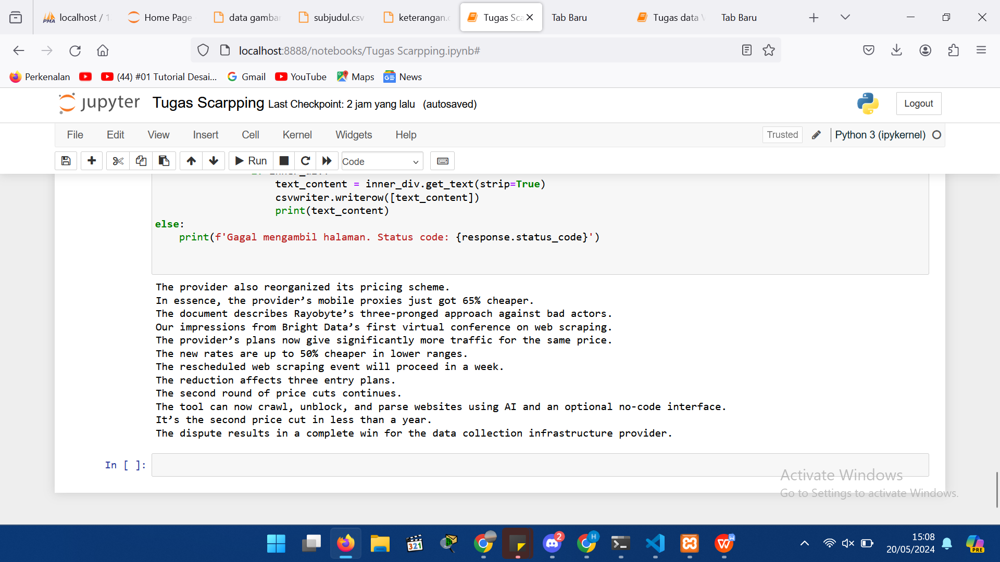 localhost / 1
Home Page
data gambar
subjudul.csv
keterangan.c
Tugas Sca
Tab Baru
Tugas data
Tab Baru
localhost:8888/notebooks/Tugas Scarpping.ipynb#
Perkenalan
(44) #01 Tutorial Desai...
Gmail
YouTube
Maps
News
jupyter
Tugas Scarpping Last Checkpoint: 2 jam yang lalu (autosaved)
Logout
File Edit View Insert Cell Kernel Widgets Help
Trusted
Python 3 (ipykernel)
Run
Code
text_content = inner_div.get_text(strip=True)
csvwriter.writerow([text_content])
print(text_content)
else:
print(f'Gagal mengambil halaman. Status code: {response.status_code}')
The provider also reorganized its pricing scheme.
In essence, the provider’s mobile proxies just got 65% cheaper.
The document describes Rayobyte’s three-pronged approach against bad actors.
Our impressions from Bright Data’s first virtual conference on web scraping.
The provider’s plans now give significantly more traffic for the same price.
The new rates are up to 50% cheaper in lower ranges.
The rescheduled web scraping event will proceed in a week.
The reduction affects three entry plans.
The second round of price cuts continues.
The tool can now crawl, unblock, and parse websites using AI and an optional no-code interface.
It’s the second price cut in less than a year.
The dispute results in a complete win for the data collection infrastructure provider.
In [ ]:
Activate Windows
Go to Settings to activate Windows.
321
2
H
15:08
20/05/2024
PRE